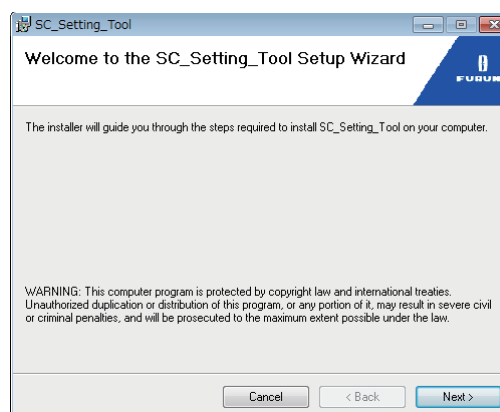 SC_Setting_Tool
Welcome to the SC_Setting_Tool Setup Wizard
FURUN
The installer will guide you through the steps required to install SC_Setting_Tool on your computer.
WARNING: This computer program is protected by copyright law and international treaties.
Unauthorized duplication or distribution of this program, or any portion of it, may result in severe civil
or criminal penalties, and will be prosecuted to the maximum extent possible under the law.
Cancel < Back Next >